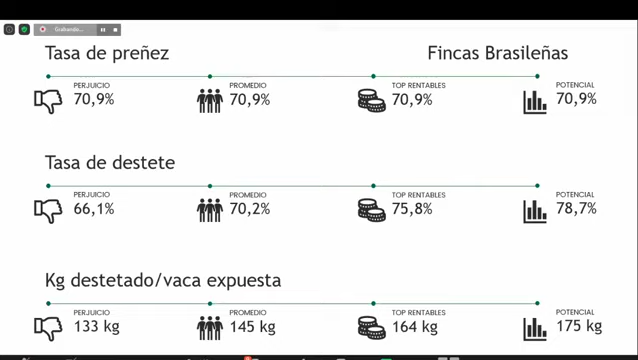 Grabando...
Tasa de preñez
Fincas Brasileñas
PERJUICIO
70,9%
PROMEDIO
70,9%
TOP RENTABLES
70,9%
POTENCIAL
70,9%
Tasa de destete
PERJUICIO
66,1%
PROMEDIO
70,2%
TOP RENTABLES
75,8%
POTENCIAL
78,7%
Kg destetado/vaca expuesta
PERJUICIO
133 kg
PROMEDIO
145 kg
TOP RENTABLES
164 kg
POTENCIAL
175 kg